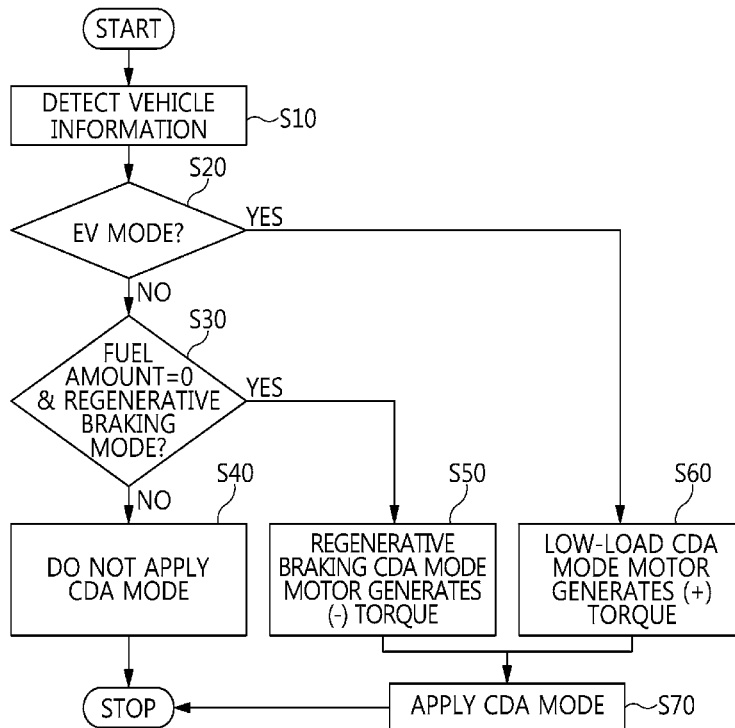 START
DETECT VEHICLE
INFORMATION
S10
S20
EV MODE?
YES
NO
S30
FUEL
AMOUNT=0
& REGENERATIVE
BRAKING
MODE?
YES
NO
S40
DO NOT APPLY
CDA MODE
S50
REGENERATIVE
BRAKING CDA MODE
MOTOR GENERATES
(-) TORQUE
S60
LOW-LOAD CDA
MODE MOTOR
GENERATES (+)
TORQUE
STOP
APPLY CDA MODE
S70